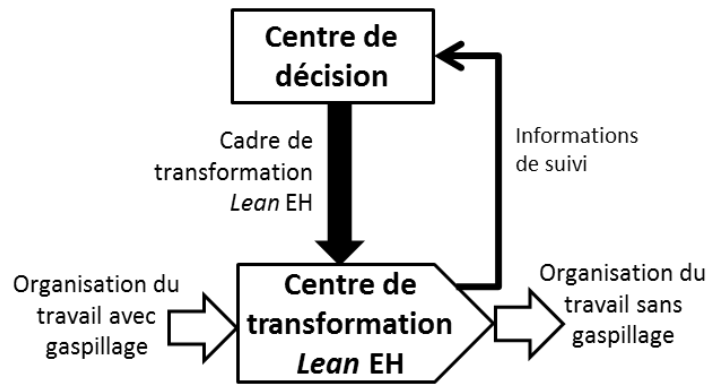 Centre de
décision
Cadre de
transformation
Lean EH
Informations
de suivi
Organisation du
travail avec
gaspillage
Centre de
transformation
Lean EH
Organisation du
travail sans
gaspillage